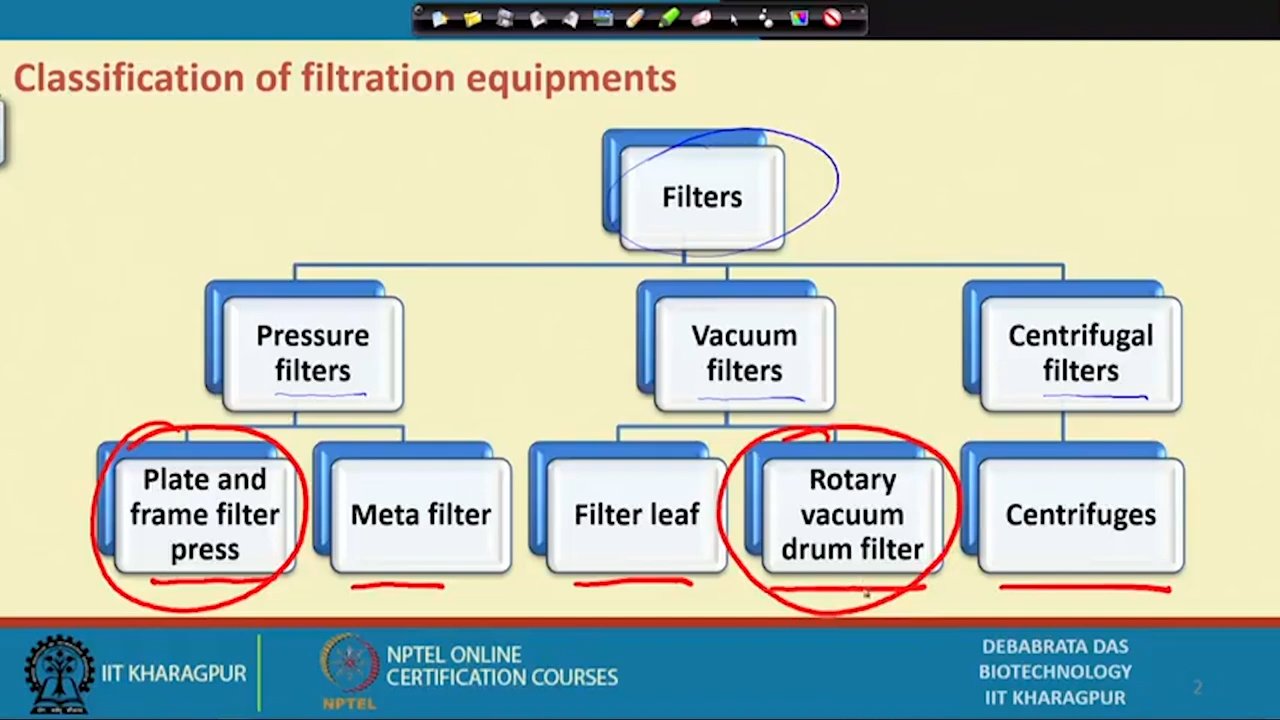 Classification of filtration equipments
Filters
Pressure
filters
Vacuum
filters
Centrifugal
filters
Plate and
frame filter
press
Meta filter
Filter leaf
Rotary
vacuum
drum filter
Centrifuges
IIT KHARAGPUR
NPTEL
NPTEL ONLINE
CERTIFICATION COURSES
DEBABRATA DAS
BIOTECHNOLOGY
IIT KHARAGPUR
2